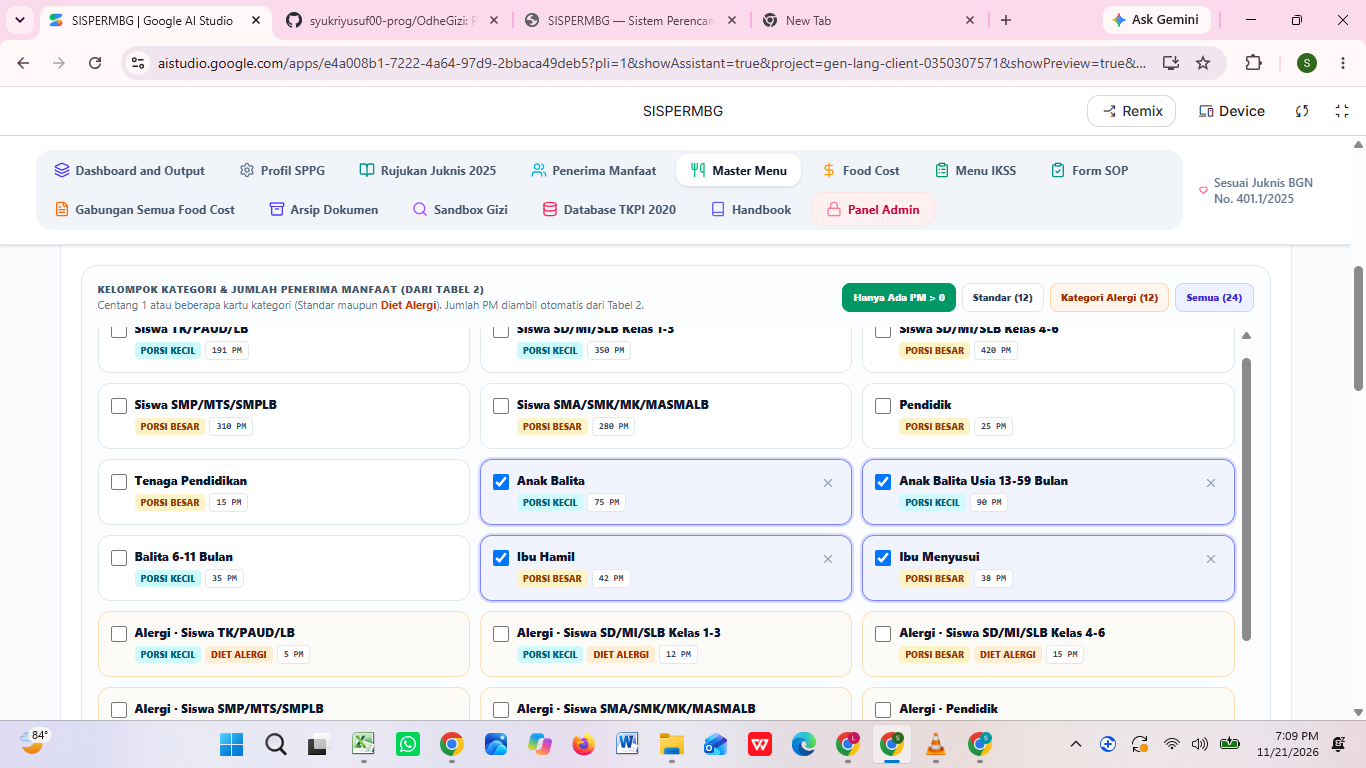 SISPERMBG | Google AI Studio
syukriyusuf00-prog/OdheGizi: P
SISPERMBG — Sistem Perencan
New Tab
Ask Gemini
aistudio.google.com/apps/e4a008b1-7222-4a64-97d9-2bbaca49deb5?pli=1&showAssistant=true&project=gen-lang-client-0350307571&showPreview=true&...
S
SISPERMBG
Remix
Device
Dashboard and Output
Profil SPPG
Rujukan Juknis 2025
Penerima Manfaat
Master Menu
Food Cost
Menu IKSS
Form SOP
Sesuai Juknis BGN
No. 401.1/2025
Gabungan Semua Food Cost
Arsip Dokumen
Sandbox Gizi
Database TKPI 2020
Handbook
Panel Admin
KELOMPOK KATEGORI & JUMLAH PENERIMA MANFAAT (DARI TABEL 2)
Centang 1 atau beberapa kartu kategori (Standar maupun Diet Alergi). Jumlah PM diambil otomatis dari Tabel 2.
Hanya Ada PM > 0
Standar (12)
Kategori Alergi (12)
Semua (24)
Siswa TK/PAUD/LB
PORSI KECIL 191 PM
Siswa SD/MI/SLB Kelas 1-3
PORSI KECIL 350 PM
Siswa SD/MI/SLB Kelas 4-6
PORSI BESAR 420 PM
Siswa SMP/MTS/SMPLB
PORSI BESAR 310 PM
Siswa SMA/SMK/MK/MASMALB
PORSI BESAR 280 PM
Pendidik
PORSI BESAR 25 PM
Tenaga Pendidikan
PORSI BESAR 15 PM
Anak Balita
PORSI KECIL 75 PM
Anak Balita Usia 13-59 Bulan
PORSI KECIL 90 PM
Balita 6-11 Bulan
PORSI KECIL 35 PM
Ibu Hamil
PORSI BESAR 42 PM
Ibu Menyusui
PORSI BESAR 38 PM
Alergi · Siswa TK/PAUD/LB
PORSI KECIL DIET ALERGI 5 PM
Alergi · Siswa SD/MI/SLB Kelas 1-3
PORSI KECIL DIET ALERGI 12 PM
Alergi · Siswa SD/MI/SLB Kelas 4-6
PORSI BESAR DIET ALERGI 15 PM
Alergi · Siswa SMP/MTS/SMPLB
Alergi · Siswa SMA/SMK/MK/MASMALB
Alergi · Pendidik
84°
7:09 PM
11/21/2026